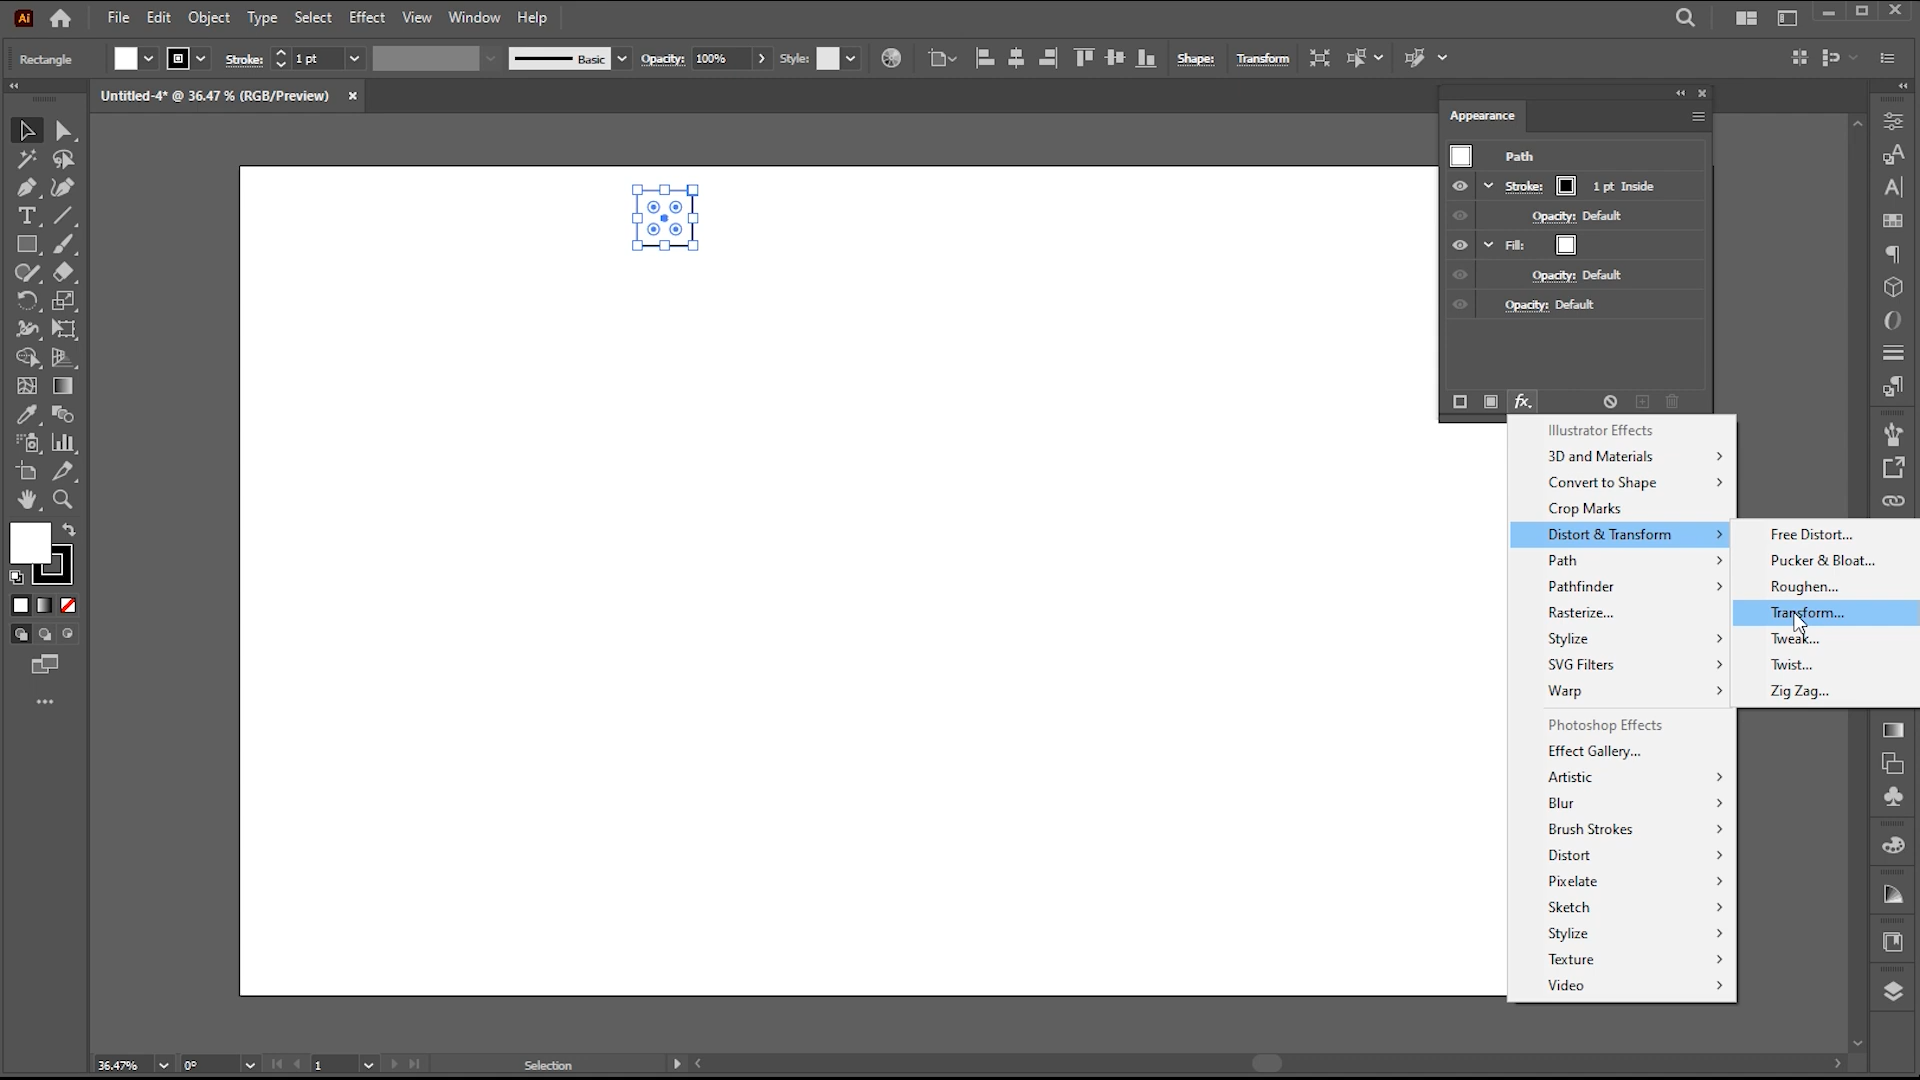 Ai File Edit Object Type Select Effect View Window Help
Rectangle Stroke: 1 pt Basic Opacity: 100% Style: Shape: Transform
Untitled-4* @ 36.47 % (RGB/Preview)
Appearance
Path
Stroke: 1 pt Inside
Opacity: Default
Fill:
Opacity: Default
Opacity: Default
fx.
Illustrator Effects
3D and Materials
Convert to Shape
Crop Marks
Distort & Transform
Path
Pathfinder
Rasterize...
Stylize
SVG Filters
Warp
Free Distort...
Pucker & Bloat...
Roughen...
Transform...
Tweak...
Twist...
Zig Zag...
Photoshop Effects
Effect Gallery...
Artistic
Blur
Brush Strokes
Distort
Pixelate
Sketch
Stylize
Texture
Video
36.47% 0° 1 Selection